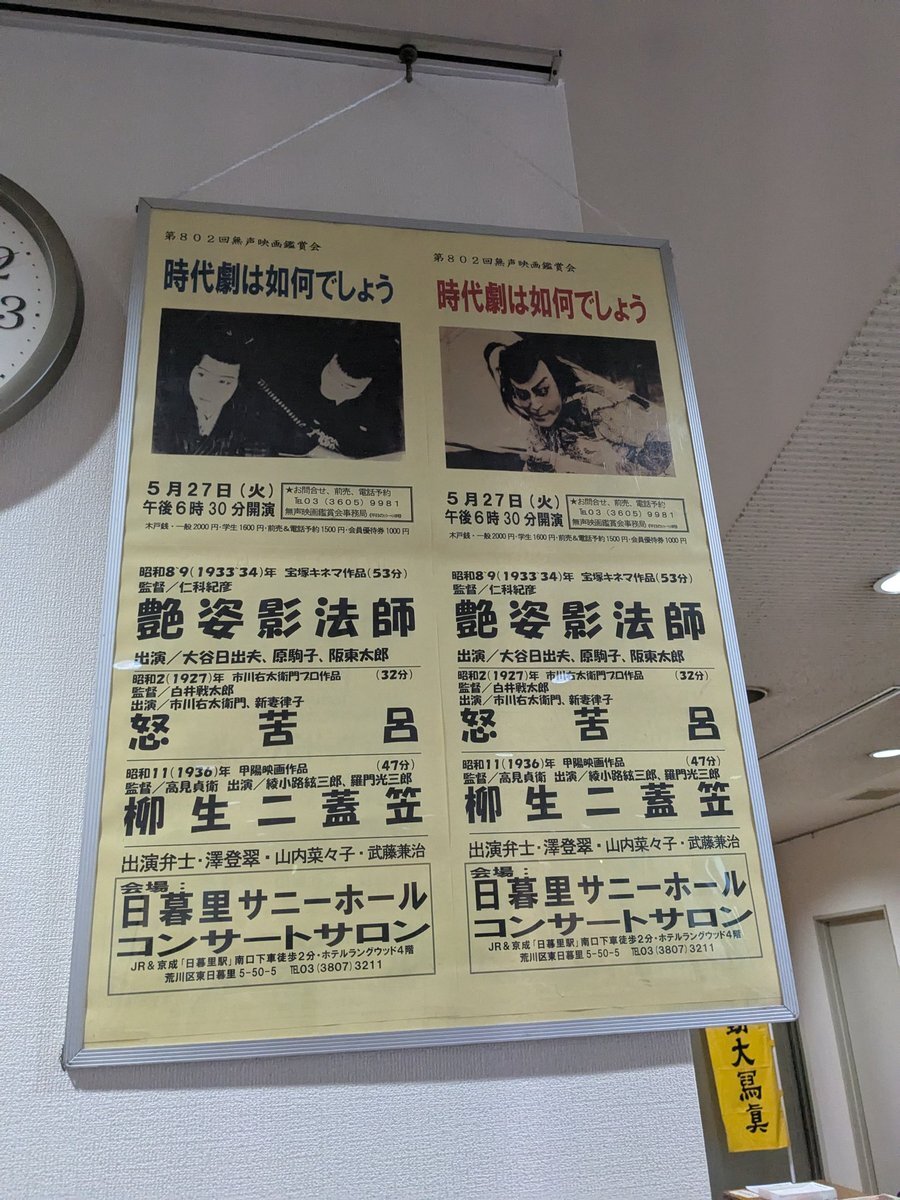 第802回無声映画鑑賞会
時代劇は如何でしょう
5月27日(火)
午後6時30分開演
★お問合せ、前売、電話予約
℡03(3605)9981
無声映画鑑賞会事務局
木戸銭・一般2000円・学生1600円・前売&電話予約1500円・会員優待券1000円
昭和8~9(1933~34)年 宝塚キネマ作品(53分)
監督/仁科紀彦
艶姿影法師
出演/大谷日出夫、原駒子、阪東太郎
昭和2(1927)年 市川右太衛門プロ作品 (32分)
監督/白井戦太郎
出演/市川右太衛門、新妻律子
怒苦呂
昭和11(1936)年 甲陽映画作品 (47分)
監督/高見貞衛 出演/綾小路絃三郎、羅門光三郎
柳生二蓋笠
出演弁士・澤登翠・山内菜々子・武藤兼治
会場:
日暮里サニーホール
コンサートサロン
JR&京成「日暮里駅」南口下車徒歩2分・ホテルラングウッド4階
荒川区東日暮里5-50-5 ℡03(3807)3211
第802回無声映画鑑賞会
時代劇は如何でしょう
5月27日(火)
午後6時30分開演
★お問合せ、前売、電話予約
℡03(3605)9981
無声映画鑑賞会事務局
木戸銭・一般2000円・学生1600円・前売&電話予約1500円・会員優待券1000円
昭和8~9(1933~34)年 宝塚キネマ作品(53分)
監督/仁科紀彦
艶姿影法師
出演/大谷日出夫、原駒子、阪東太郎
昭和2(1927)年 市川右太衛門プロ作品 (32分)
監督/白井戦太郎
出演/市川右太衛門、新妻律子
怒苦呂
昭和11(1936)年 甲陽映画作品 (47分)
監督/高見貞衛 出演/綾小路絃三郎、羅門光三郎
柳生二蓋笠
出演弁士・澤登翠・山内菜々子・武藤兼治
会場:
日暮里サニーホール
コンサートサロン
JR&京成「日暮里駅」南口下車徒歩2分・ホテルラングウッド4階
荒川区東日暮里5-50-5 ℡03(3807)3211
2
3
大寫眞